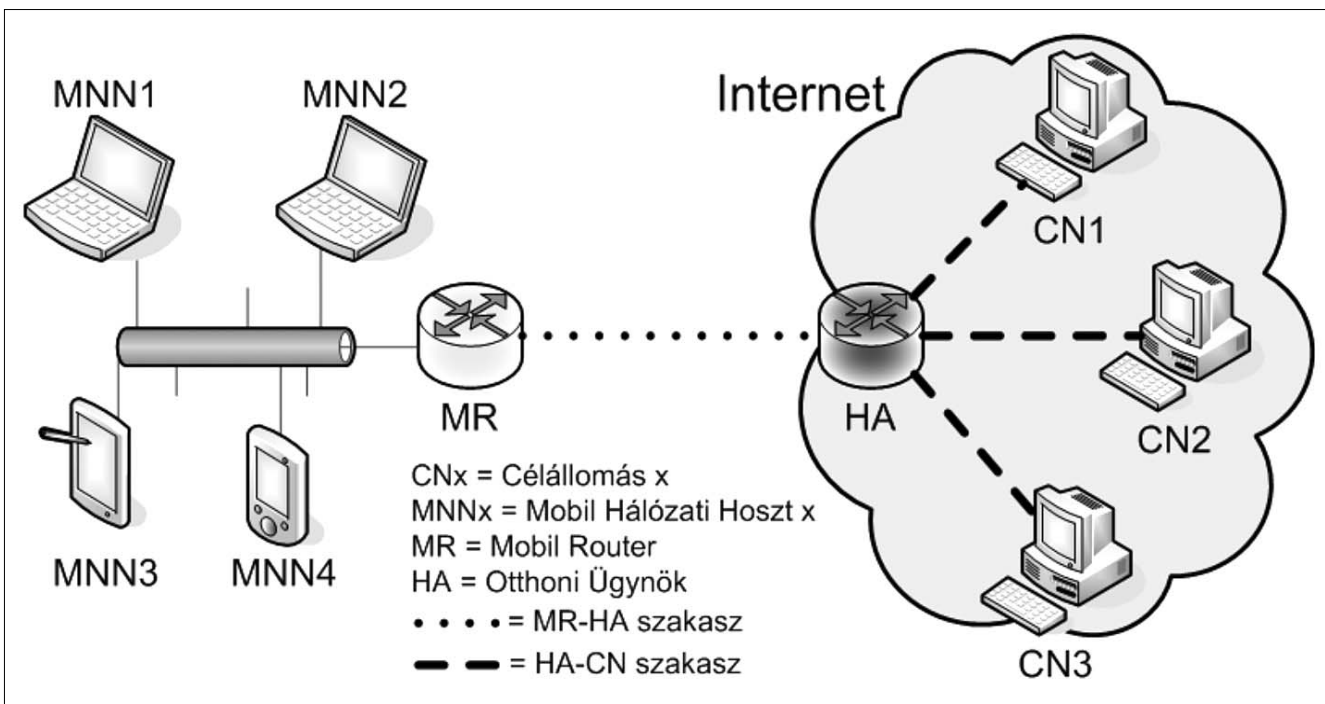 MNN1
MNN2
Internet
CN1
MR
HA
CN2
MNN3
MNN4
CNx = Célállomás x
MNNx = Mobil Hálózati Hoszt x
MR = Mobil Router
HA = Otthoni Ügynök
= MR-HA szakasz
= HA-CN szakasz
CN3